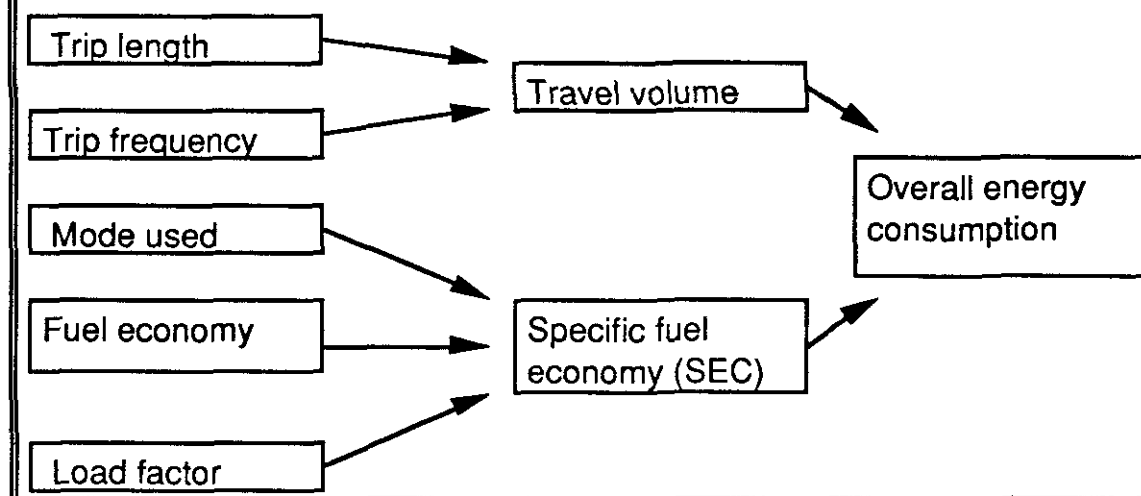 Trip length
Trip frequency
Mode used
Fuel economy
Load factor
Travel volume
Specific fuel
economy (SEC)
Overall energy
consumption